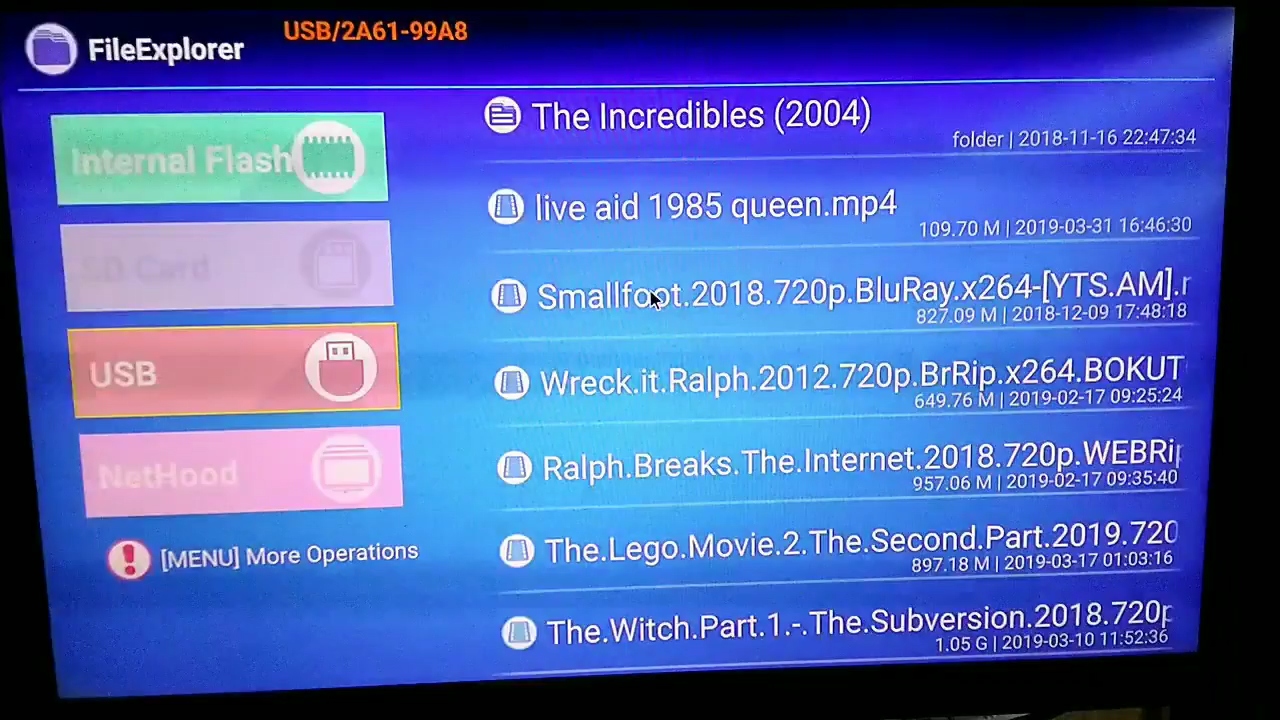 FileExplorer
USB/2A61-99A8
Internal Flash
SD Card
USB
NetHood
[MENU] More Operations
The Incredibles (2004)
folder | 2018-11-16 22:47:34
live aid 1985 queen.mp4
109.70 M | 2019-03-31 16:46:30
Smallfoot.2018.720p.BluRay.x264-[YTS.AM].
827.09 M | 2018-12-09 17:48:18
Wreck.it.Ralph.2012.720p.BrRip.x264.BOKUT
649.76 M | 2019-02-17 09:25:24
Ralph.Breaks.The.Internet.2018.720p.WEBRip
957.06 M | 2019-02-17 09:35:40
The.Lego.Movie.2.The.Second.Part.2019.720
897.18 M | 2019-03-17 01:03:16
The.Witch.Part.1.-.The.Subversion.2018.720p
1.05 G | 2019-03-10 11:52:36